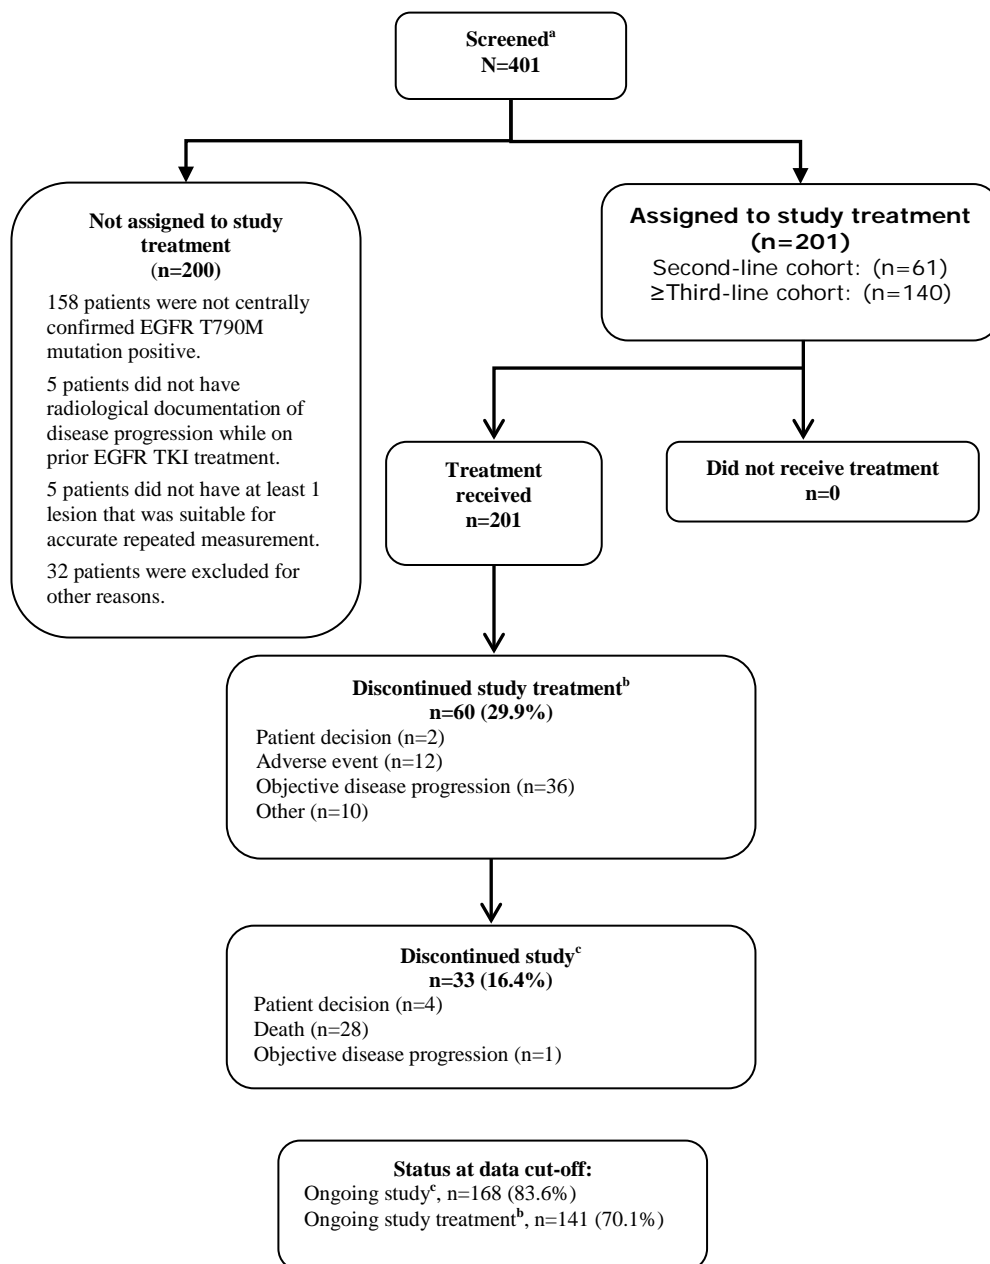 Screenedᵃ
N=401
Not assigned to study
treatment
(n=200)
158 patients were not centrally
confirmed EGFR T790M
mutation positive.
5 patients did not have
radiological documentation of
disease progression while on
prior EGFR TKI treatment.
5 patients did not have at least 1
lesion that was suitable for
accurate repeated measurement.
32 patients were excluded for
other reasons.
Assigned to study treatment
(n=201)
Second-line cohort: (n=61)
≥Third-line cohort: (n=140)
Treatment
received
n=201
Did not receive treatment
n=0
Discontinued study treatmentᵇ
n=60 (29.9%)
Patient decision (n=2)
Adverse event (n=12)
Objective disease progression (n=36)
Other (n=10)
Discontinued studyᶜ
n=33 (16.4%)
Patient decision (n=4)
Death (n=28)
Objective disease progression (n=1)
Status at data cut-off:
Ongoing studyᶜ, n=168 (83.6%)
Ongoing study treatmentᵇ, n=141 (70.1%)